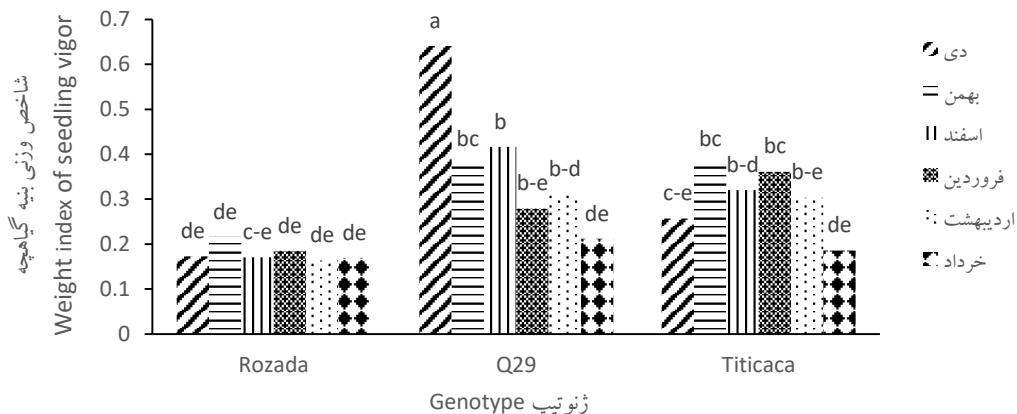 شاخص وزنی بنیه گیاهچه
Weight index of seedling vigor
0.7
0.6
0.5
0.4
0.3
0.2
0.1
0
de
de
c-e
de
de
de
a
bc
b
b-e
b-d
de
c-e
bc
b-d
bc
b-e
de
Rozada
Q29
Titicaca
Genotype ژنوتیپ
دی
بهمن
اسفند
فروردین
اردیبهشت
خرداد